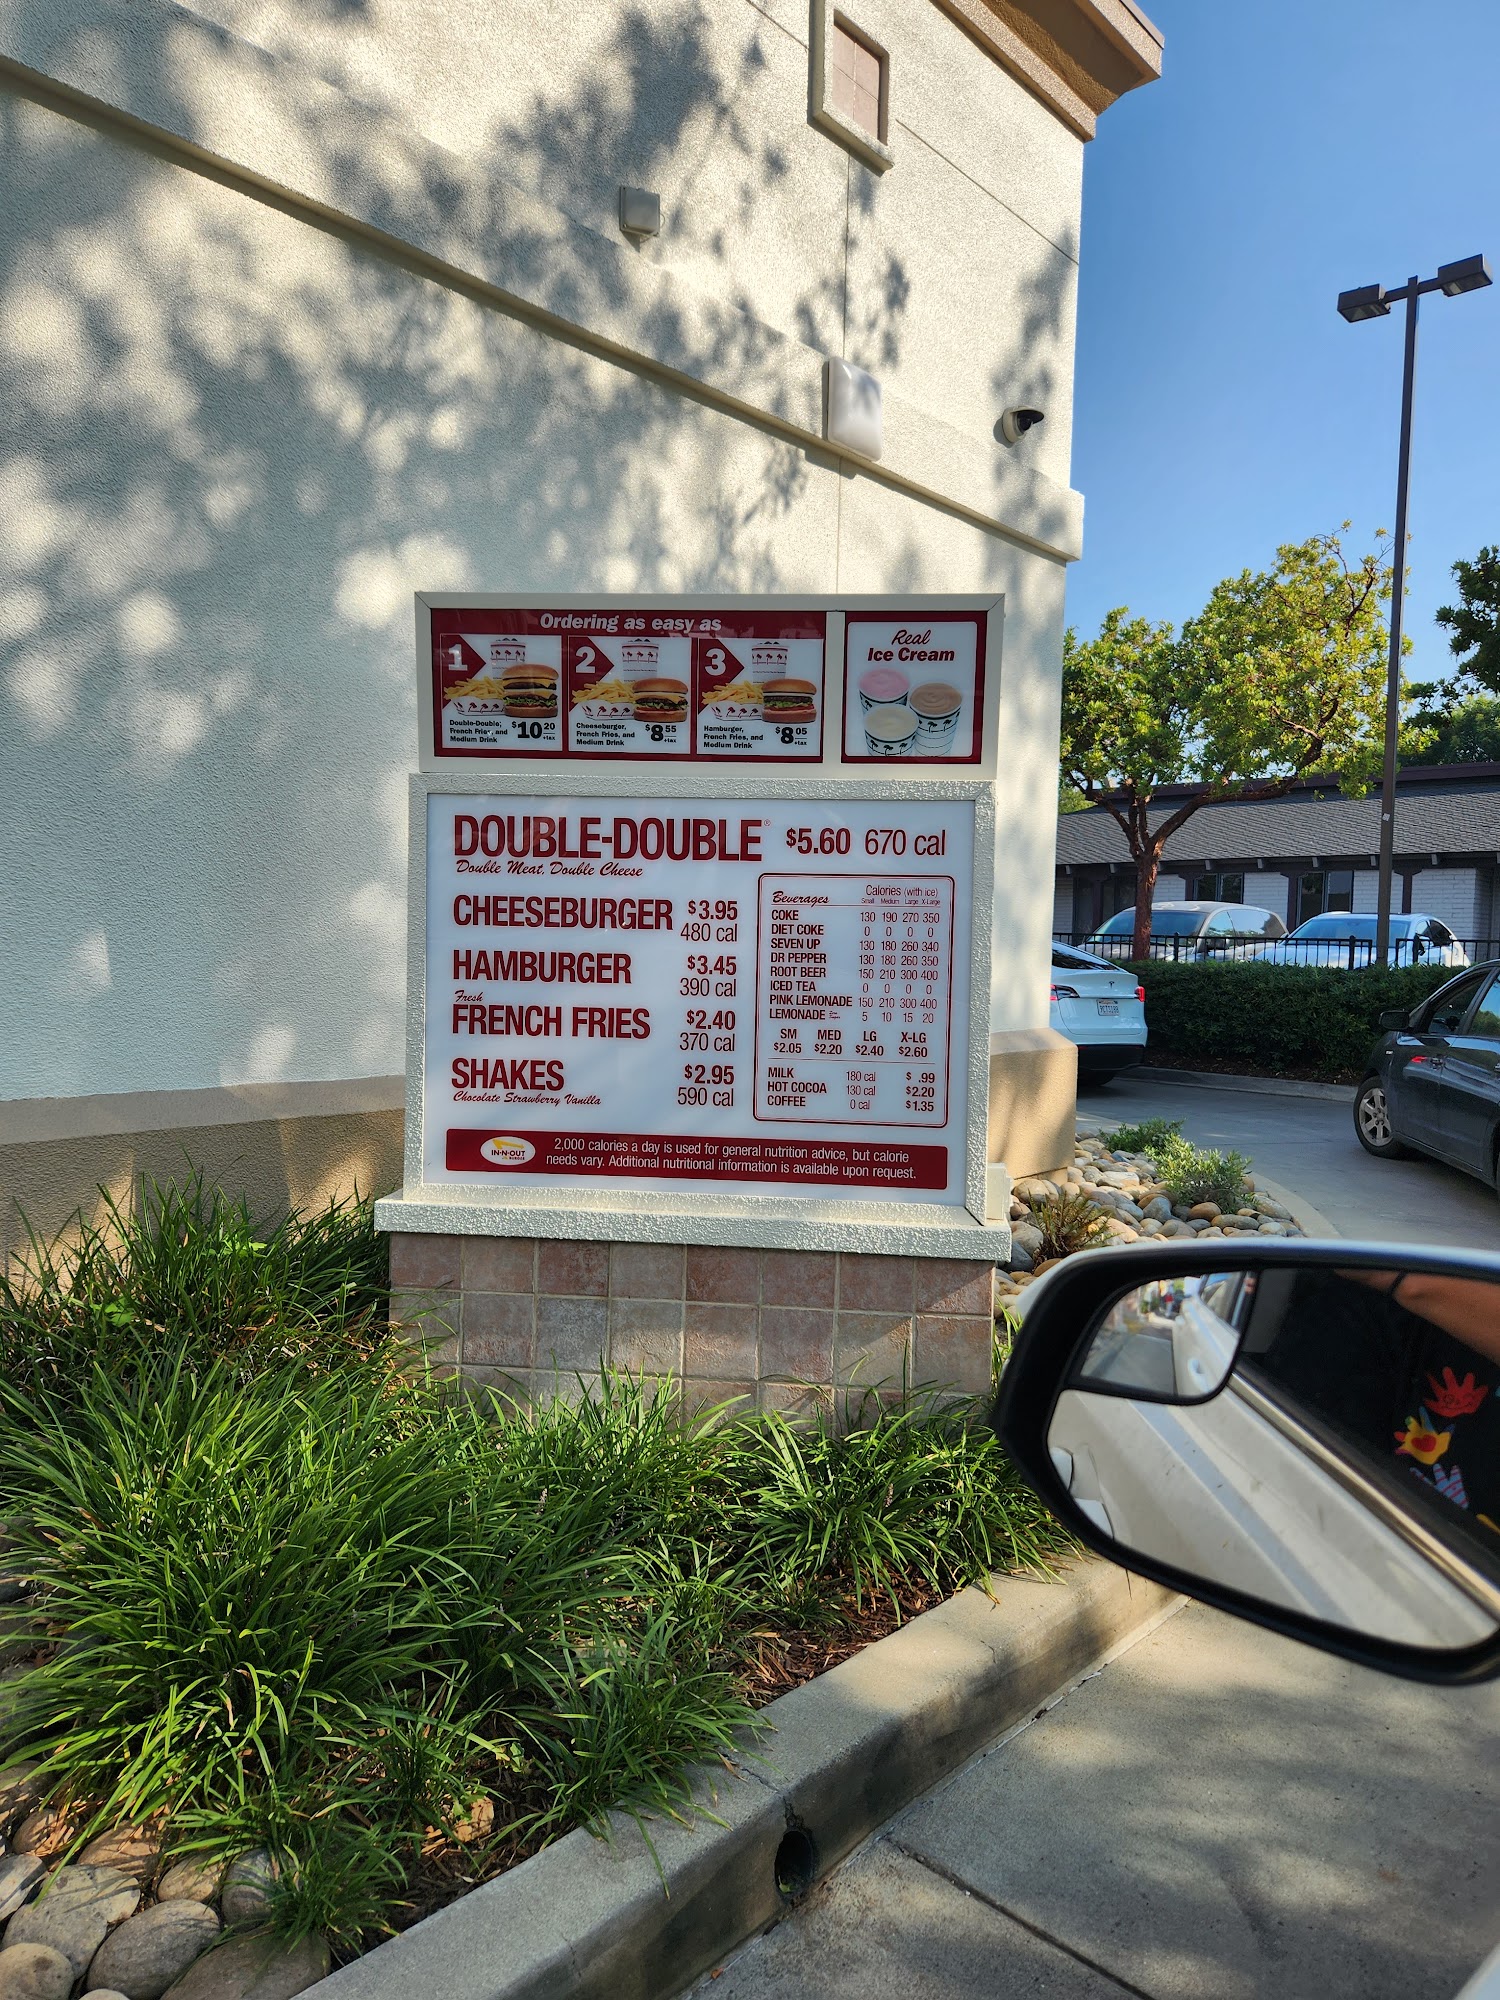 Ordering as easy as
1
Double-Double,
French Fries, and
Medium Drink
$10.20
+tax
2
Cheeseburger,
French Fries, and
Medium Drink
$8.55
+tax
3
Hamburger,
French Fries, and
Medium Drink
$8.05
+tax
Real
Ice Cream
DOUBLE-DOUBLE® $5.60 670 cal
Double Meat, Double Cheese
CHEESEBURGER $3.95
480 cal
HAMBURGER $3.45
390 cal
Fresh
FRENCH FRIES $2.40
370 cal
SHAKES $2.95
Chocolate Strawberry Vanilla 590 cal
Beverages Calories (with ice)
Small Medium Large X-Large
COKE 130 190 270 350
DIET COKE 0 0 0 0
SEVEN UP 130 180 260 340
DR PEPPER 130 180 260 350
ROOT BEER 150 210 300 400
ICED TEA 0 0 0 0
PINK LEMONADE 150 210 300 400
LEMONADE 5 10 15 20
SM MED LG X-LG
$2.05 $2.20 $2.40 $2.60
MILK 180 cal $ .99
HOT COCOA 130 cal $2.20
COFFEE 0 cal $1.35
IN-N-OUT
BURGER
2,000 calories a day is used for general nutrition advice, but calorie
needs vary. Additional nutritional information is available upon request.